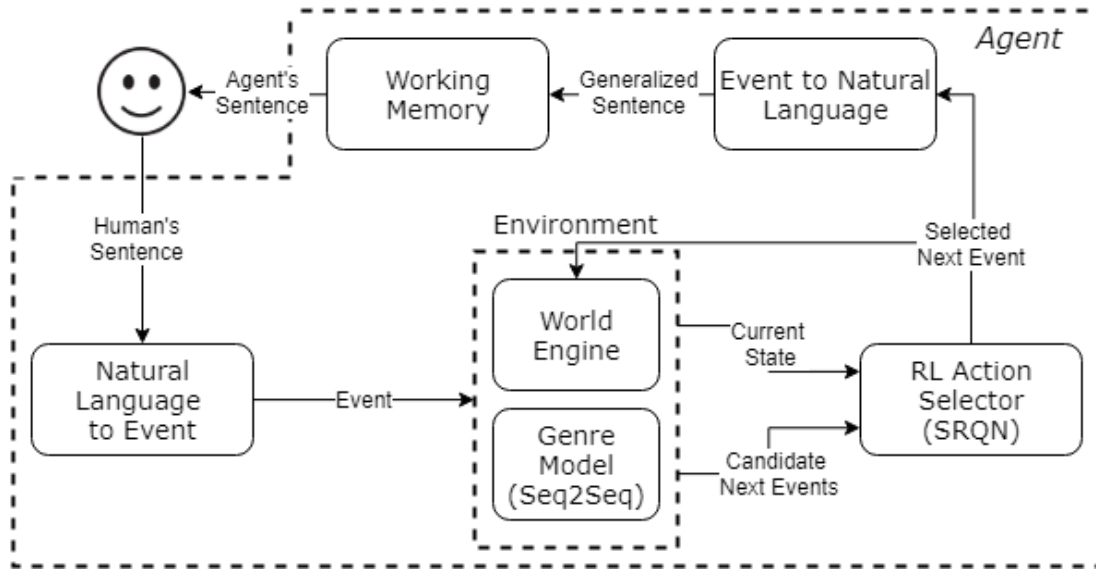 Agent
Agent's
Sentence
Working
Memory
Generalized
Sentence
Event to Natural
Language
Human's
Sentence
Environment
Selected
Next Event
World
Engine
Current
State
Natural
Language
to Event
Event
RL Action
Selector
(SRQN)
Genre
Model
(Seq2Seq)
Candidate
Next Events